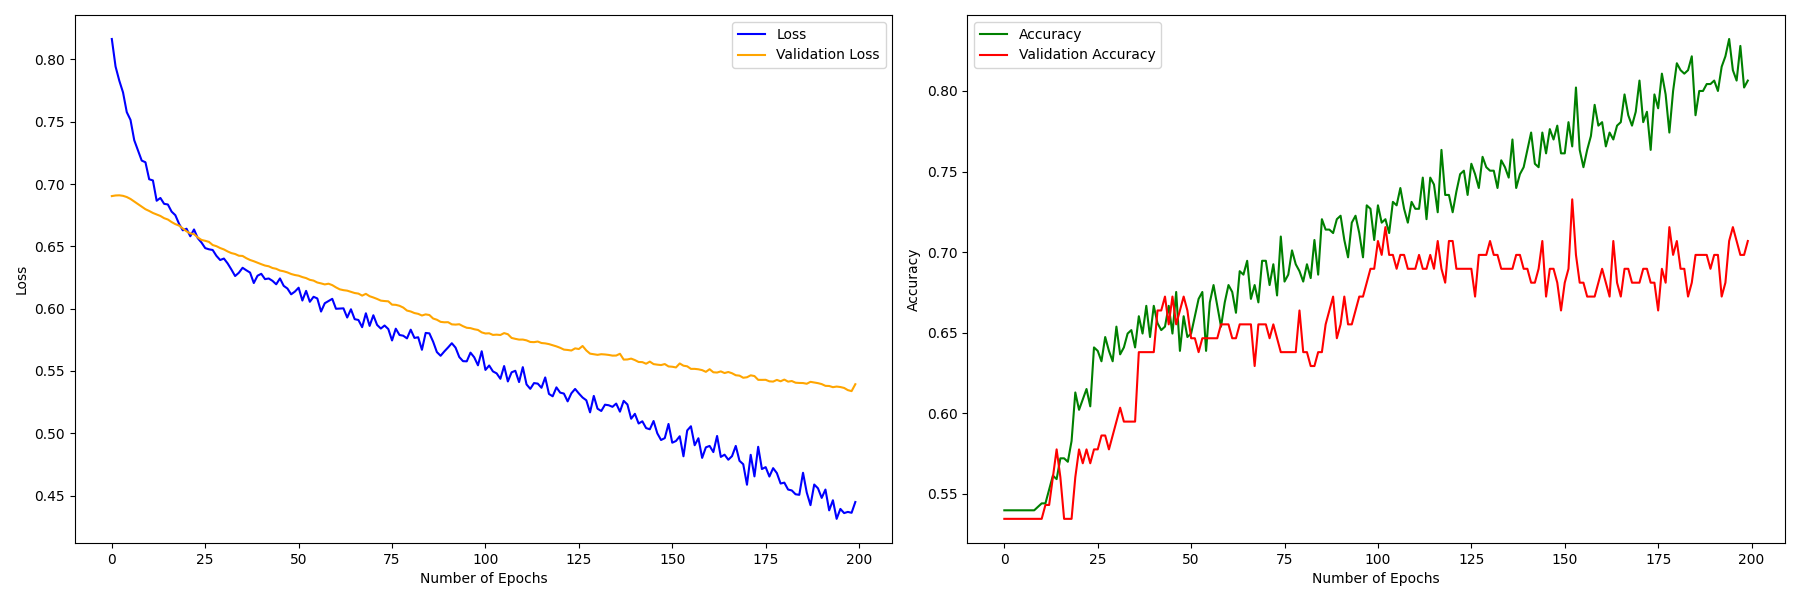 0.80
0.75
0.70
0.65
0.60
0.55
0.50
0.45
Loss
Loss
Validation Loss
0 25 50 75 100 125 150 175 200
Number of Epochs
0.80
0.75
0.70
0.65
0.60
0.55
Accuracy
Accuracy
Validation Accuracy
0 25 50 75 100 125 150 175 200
Number of Epochs